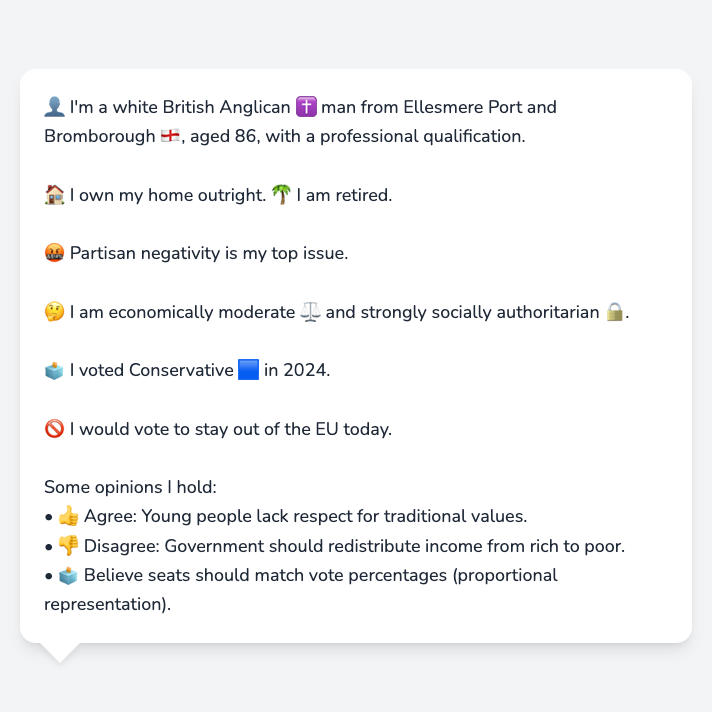 👤 I'm a white British Anglican ✝️ man from Ellesmere Port and
Bromborough 🏴󠁧󠁢󠁥󠁮󠁧󠁿, aged 86, with a professional qualification.
🏠 I own my home outright. 🌴 I am retired.
🤬 Partisan negativity is my top issue.
🤔 I am economically moderate ⚖️ and strongly socially authoritarian 🔒.
🗳️ I voted Conservative 🟦 in 2024.
🚫 I would vote to stay out of the EU today.
Some opinions I hold:
• 👍 Agree: Young people lack respect for traditional values.
• 👎 Disagree: Government should redistribute income from rich to poor.
• 🗳️ Believe seats should match vote percentages (proportional
representation).